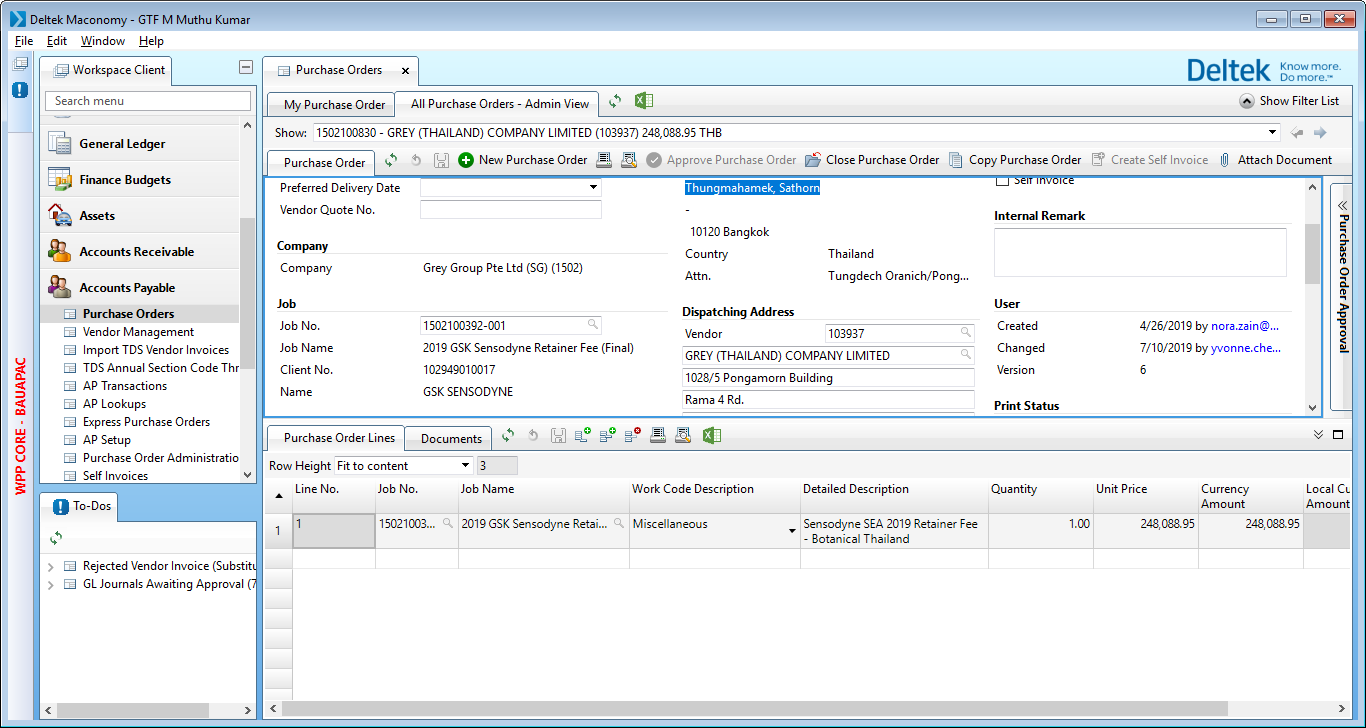 Deltek Maconomy - GTF M Muthu Kumar
File Edit Window Help
Workspace Client
Search menu
General Ledger
Finance Budgets
Assets
Accounts Receivable
Accounts Payable
Purchase Orders
Vendor Management
Import TDS Vendor Invoices
TDS Annual Section Code Thr
AP Transactions
AP Lookups
Express Purchase Orders
AP Setup
Purchase Order Administratio
Self Invoices
WPP CORE - BAUAPAC
To-Dos
Rejected Vendor Invoice (Substitu
GL Journals Awaiting Approval (7
Purchase Orders
Deltek Know more.
Do more.™
My Purchase Order All Purchase Orders - Admin View
Show Filter List
Show: 1502100830 - GREY (THAILAND) COMPANY LIMITED (103937) 248,088.95 THB
Purchase Order New Purchase Order Approve Purchase Order Close Purchase Order Copy Purchase Order Create Self Invoice Attach Document
Preferred Delivery Date
Vendor Quote No.
Company
Company Grey Group Pte Ltd (SG) (1502)
Job
Job No. 1502100392-001
Job Name 2019 GSK Sensodyne Retainer Fee (Final)
Client No. 102949010017
Name GSK SENSODYNE
Thungmahamek, Sathorn
-
10120 Bangkok
Country Thailand
Attn. Tungdech Oranich/Pong...
Dispatching Address
Vendor 103937
GREY (THAILAND) COMPANY LIMITED
1028/5 Pongamorn Building
Rama 4 Rd.
Self Invoice
Internal Remark
User
Created 4/26/2019 by nora.zain@...
Changed 7/10/2019 by yvonne.che...
Version 6
Print Status
Purchase Order Approval
Purchase Order Lines Documents
Row Height Fit to content 3
Line No. Job No. Job Name Work Code Description Detailed Description Quantity Unit Price Currency Amount Local Cu Amount
1 1 15021003... 2019 GSK Sensodyne Retai... Miscellaneous Sensodyne SEA 2019 Retainer Fee 1.00 248,088.95 248,088.95
- Botanical Thailand